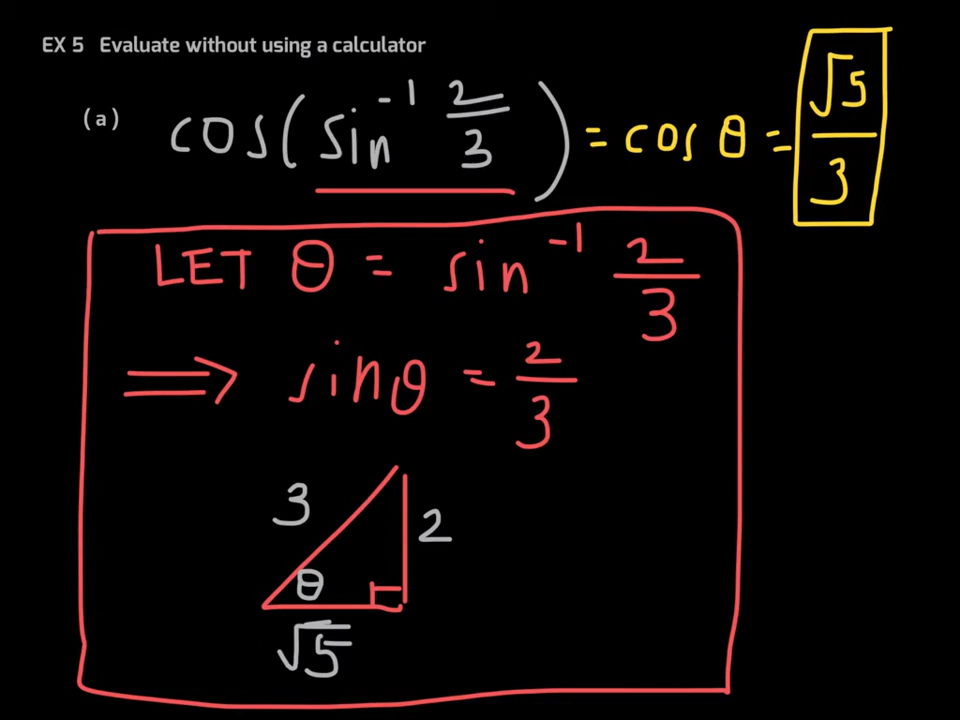 EX 5 Evaluate without using a calculator
(a) cos(sin⁻¹ 2/3) = cos θ = √5/3
LET θ = sin⁻¹ 2/3
⟹ sinθ = 2/3
3
2
θ
√5